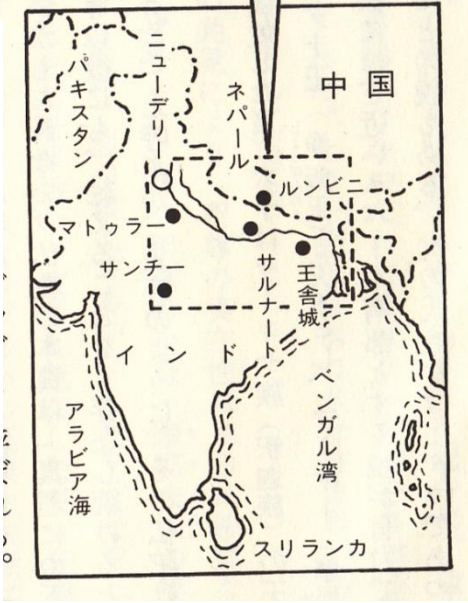 中国
ニューデリー
ネパール
パキスタン
ルンビニー
マトゥラー
サンチー
サルナート
王舎城
インド
ベンガル湾
アラビア海
スリランカ